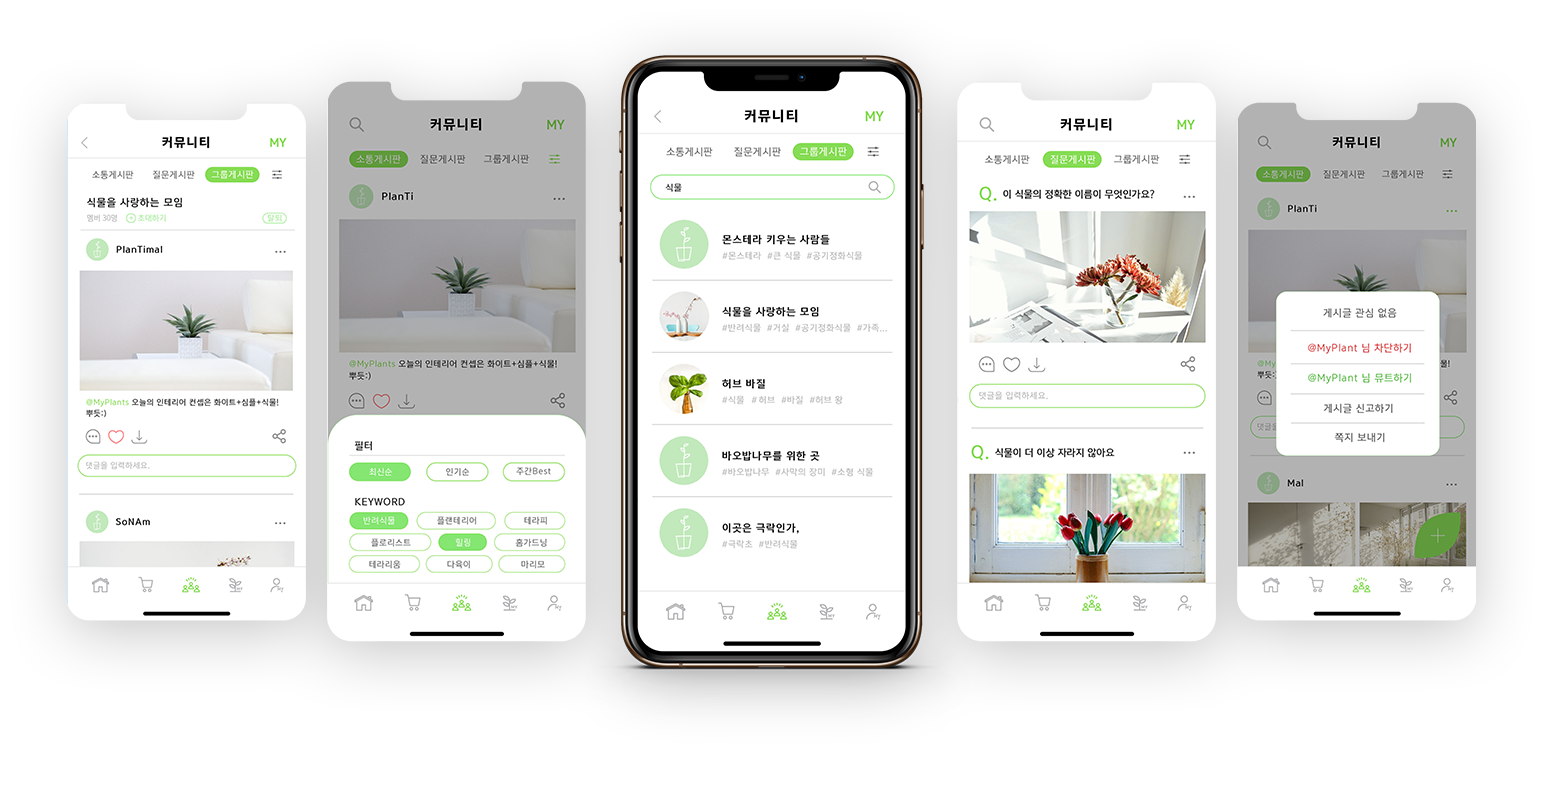 커뮤니티
MY
소통게시판 질문게시판 그룹게시판
식물을 사랑하는 모임
멤버 30명 초대하기 탈퇴
PlanTimal
@MyPlants 오늘의 인테리어 컨셉은 화이트+심플+식물!
뿌듯:)
댓글을 입력하세요.
SoNAm
MY
커뮤니티
MY
소통게시판 질문게시판 그룹게시판
PlanTi
@MyPlants 오늘의 인테리어 컨셉은 화이트+심플+식물!
뿌듯:)
필터
최신순 인기순 주간Best
KEYWORD
반려식물 플랜테리어 테라피
플로리스트 힐링 홈가드닝
테라리움 다육이 마리모
MY
커뮤니티
MY
소통게시판 질문게시판 그룹게시판
식물
몬스테라 키우는 사람들
#몬스테라 #큰 식물 #공기정화식물
식물을 사랑하는 모임
#반려식물 #거실 #공기정화식물 #가족...
허브 바질
#식물 #허브 #바질 #허브 왕
바오밥나무를 위한 곳
#바오밥나무 #사막의 장미 #소형 식물
이곳은 극락인가,
#극락초 #반려식물
MY
커뮤니티
MY
소통게시판 질문게시판 그룹게시판
Q. 이 식물의 정확한 이름이 무엇인가요?
댓글을 입력하세요.
Q. 식물이 더 이상 자라지 않아요
MY
커뮤니티
MY
소통게시판 질문게시판 그룹게시판
PlanTi
게시글 관심 없음
@MyPlant 님 차단하기
@MyPlant 님 뮤트하기
게시글 신고하기
쪽지 보내기
Mal
MY